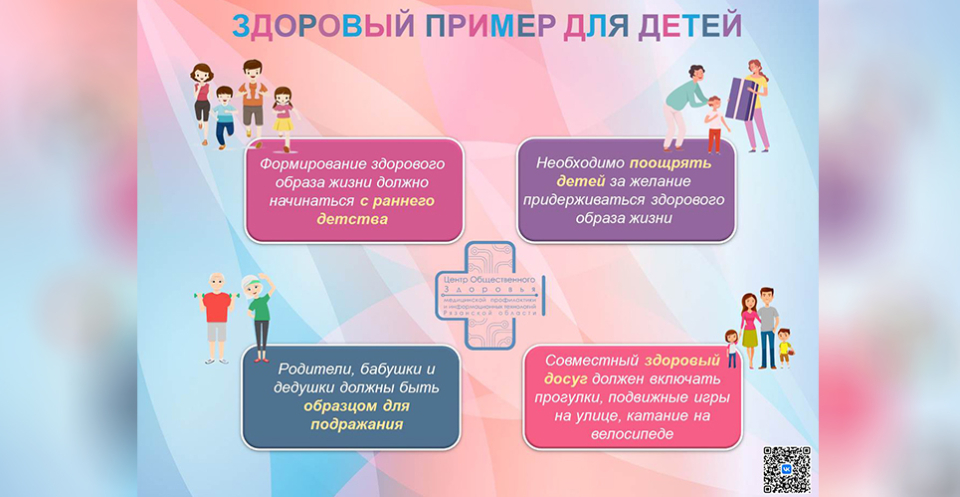 ЗДОРОВЫЙ ПРИМЕР ДЛЯ ДЕТЕЙ
Формирование здорового
образа жизни должно
начинаться с раннего
детства
Необходимо поощрять
детей за желание
придерживаться здорового
образа жизни
Центр Общественного
Здоровья
медицинской профилактики
и информационных технологий
Рязанской области
Родители, бабушки и
дедушки должны быть
образцом для
подражания
Совместный здоровый
досуг должен включать
прогулки, подвижные игры
на улице, катание на
велосипеде